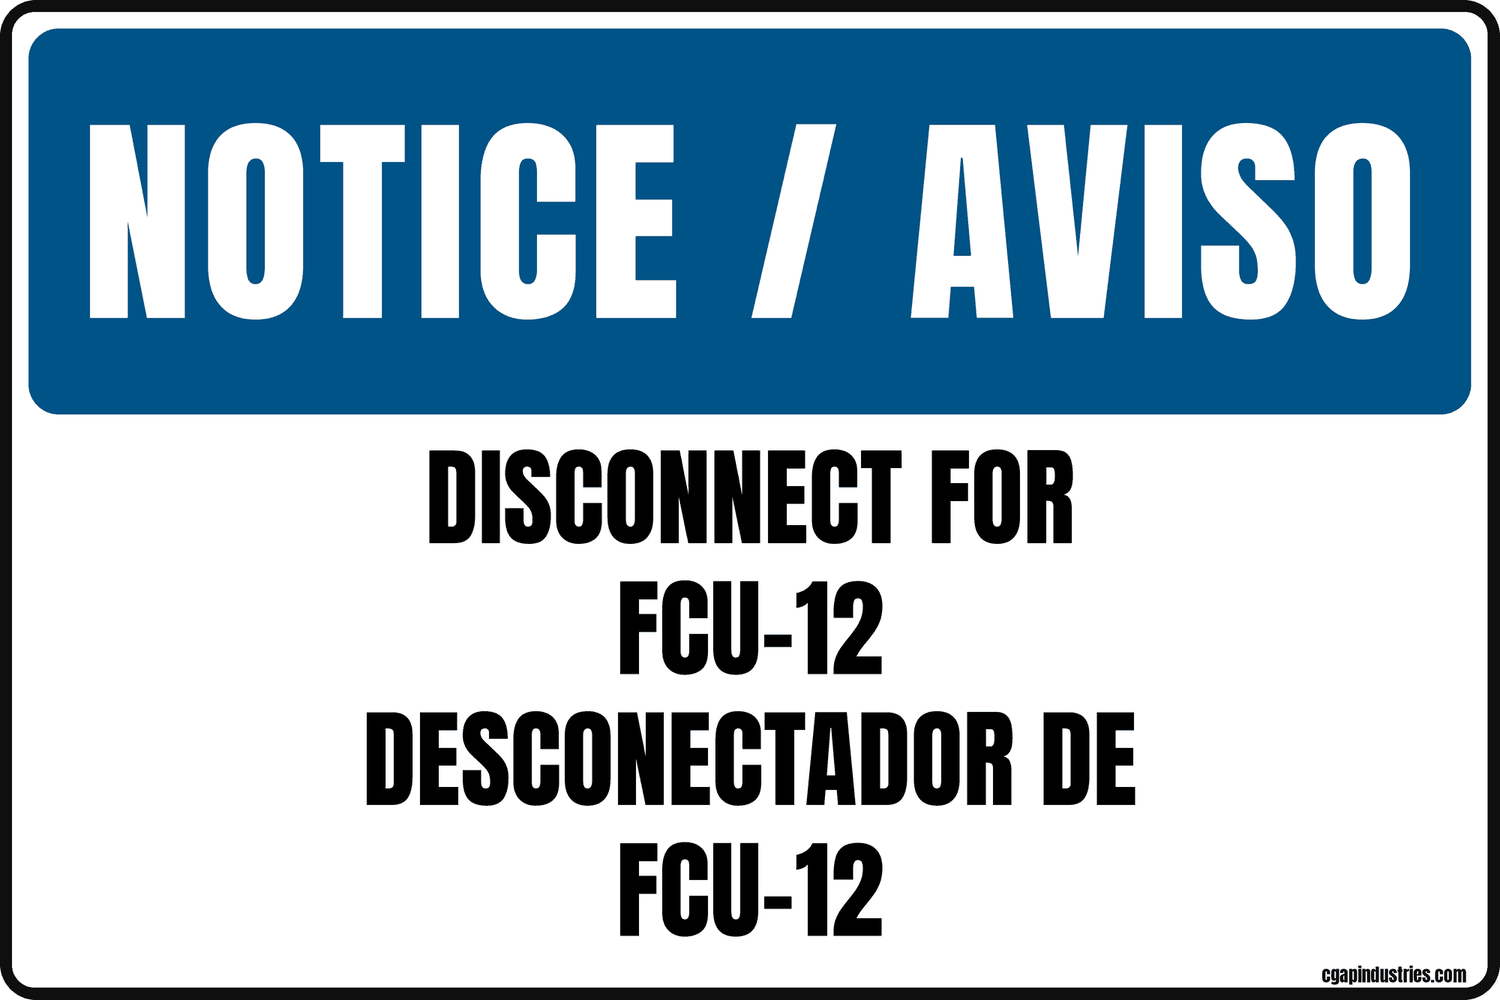 NOTICE / AVISO
DISCONNECT FOR
FCU-12
DESCONECTADOR DE
FCU-12
cgapindustries.com